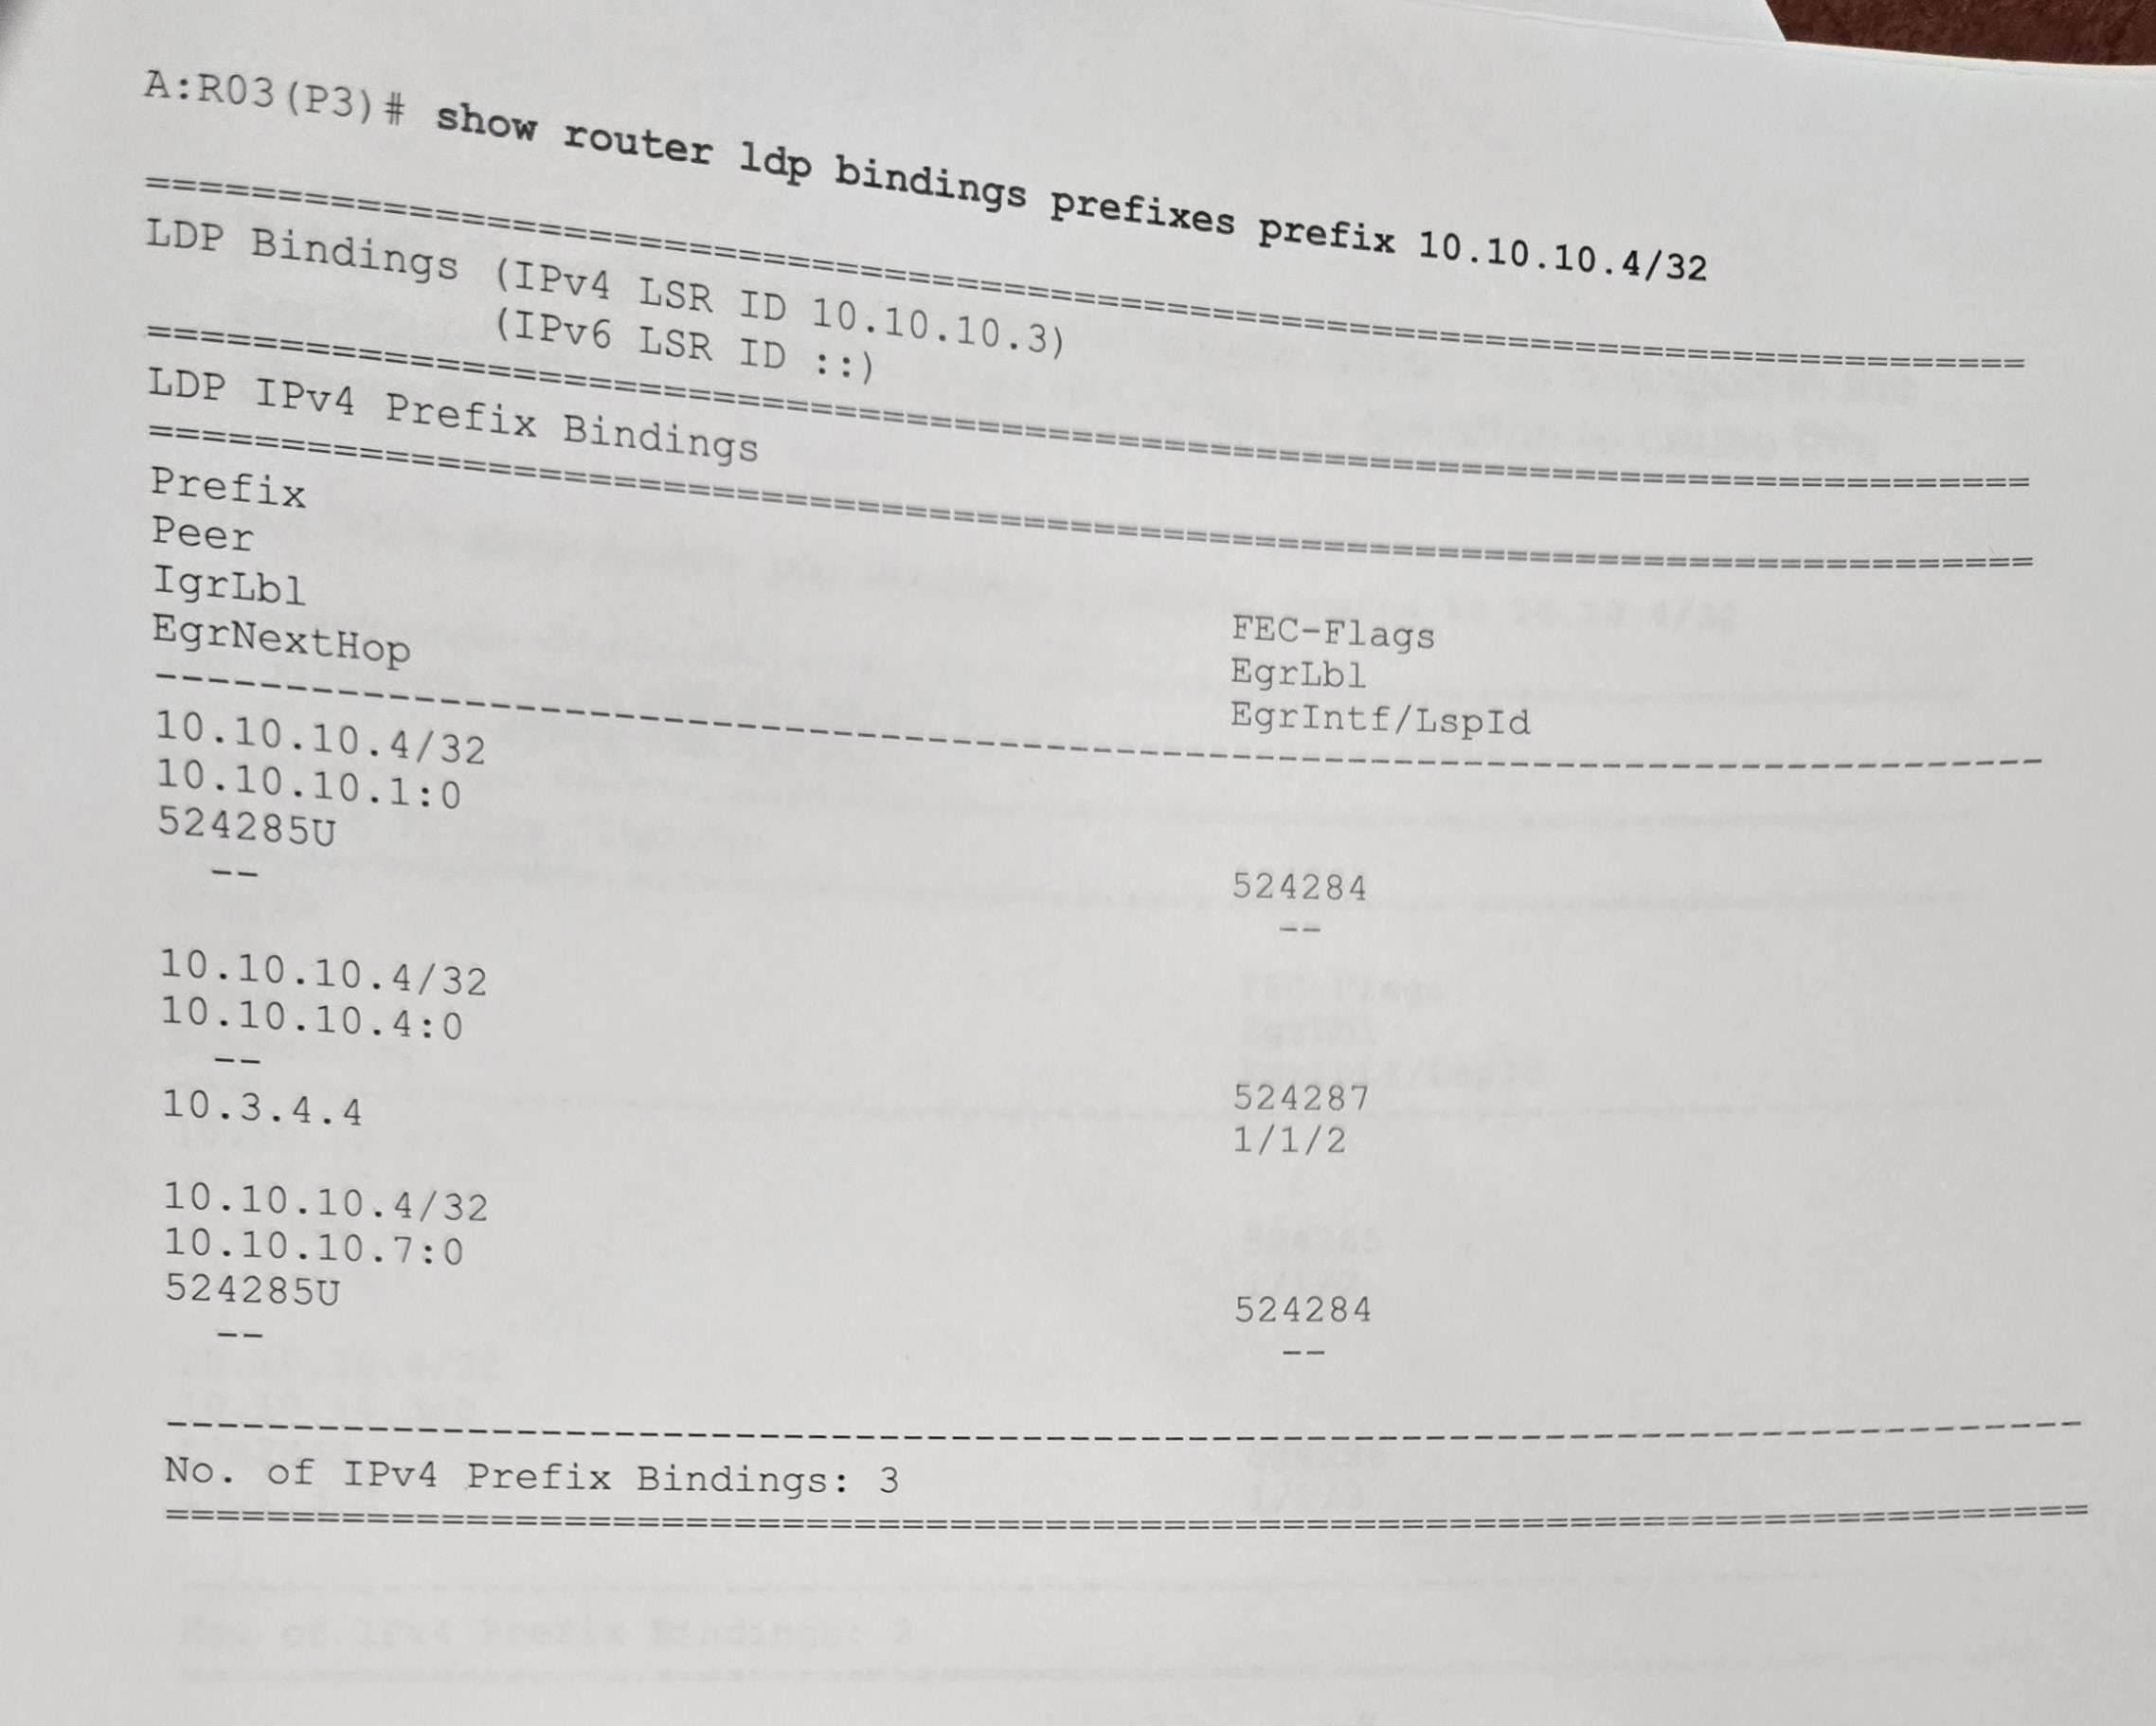 A:R03(P3)# show router ldp bindings prefixes prefix 10.10.10.4/32
===============================================================================
LDP Bindings (IPv4 LSR ID 10.10.10.3)
(IPv6 LSR ID ::)
===============================================================================
LDP IPv4 Prefix Bindings
===============================================================================
Prefix
Peer FEC-Flags
IgrLbl EgrLbl
EgrNextHop EgrIntf/LspId
-------------------------------------------------------------------------------
10.10.10.4/32
10.10.10.1:0
524285U 524284
-- --
10.10.10.4/32
10.10.10.4:0
-- 524287
10.3.4.4 1/1/2
10.10.10.4/32
10.10.10.7:0
524285U 524284
-- --
-------------------------------------------------------------------------------
No. of IPv4 Prefix Bindings: 3
===============================================================================